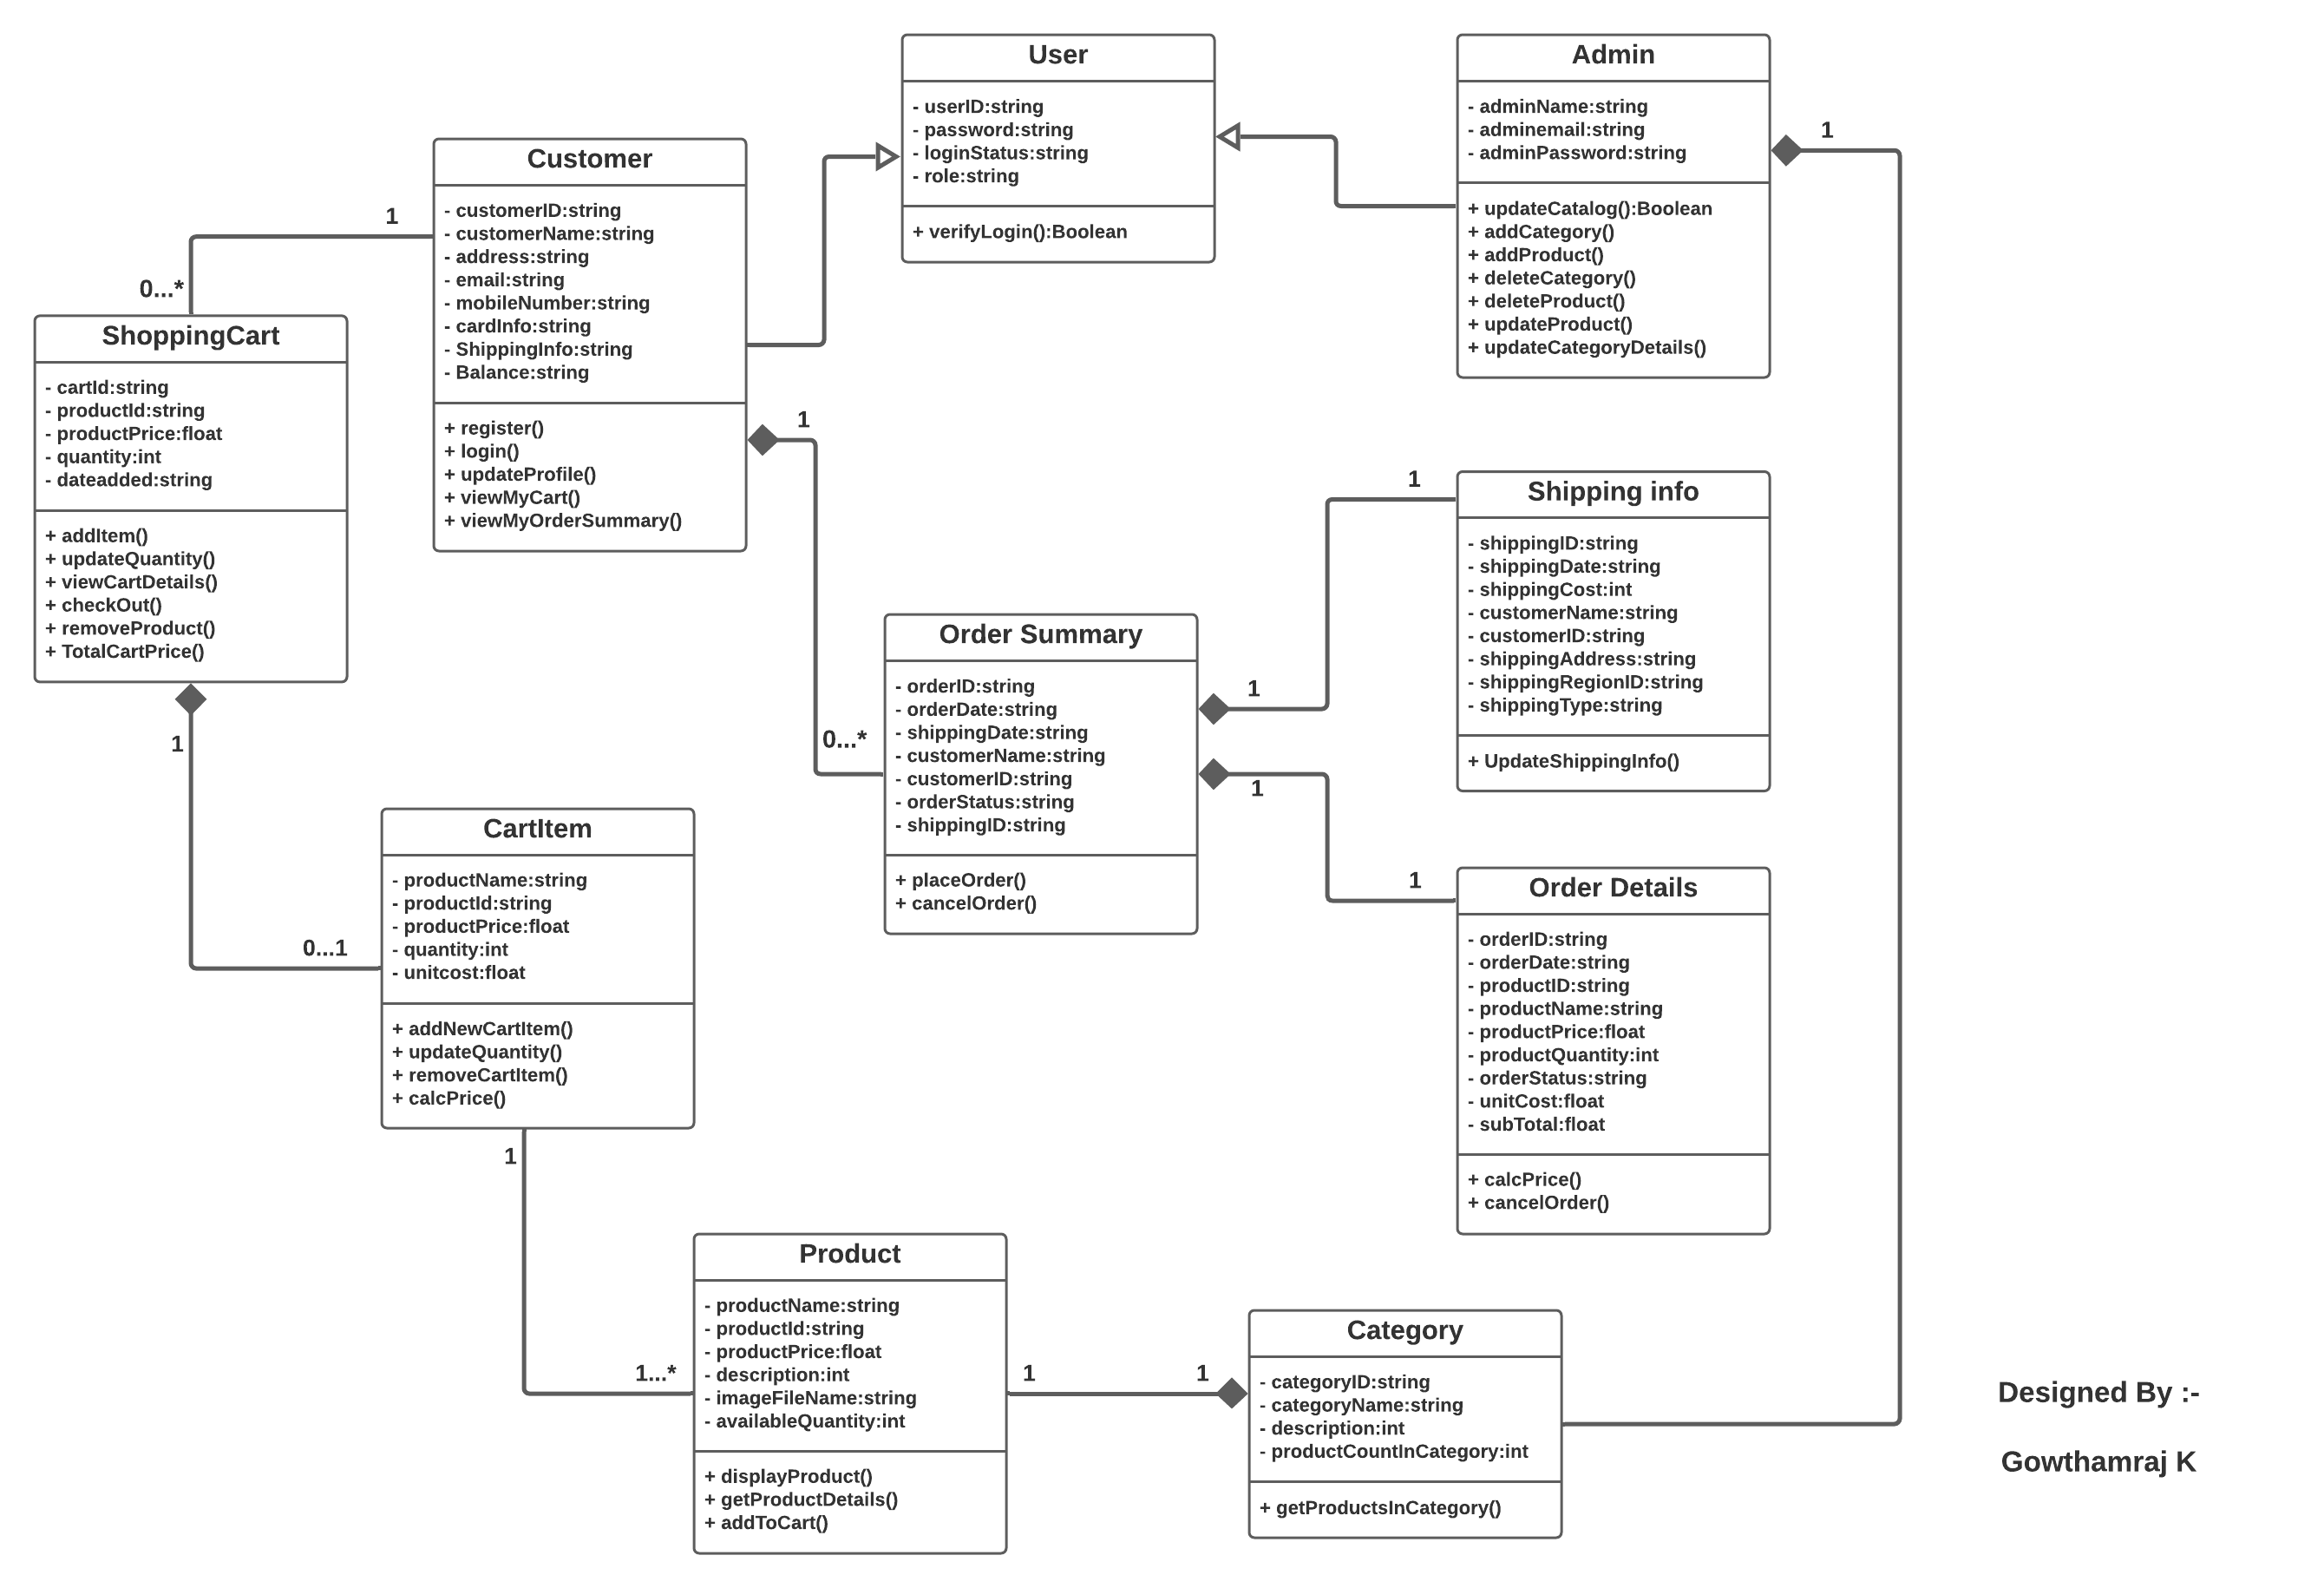 User
- userID:string
- password:string
- loginStatus:string
- role:string
+ verifyLogin():Boolean
Admin
- adminName:string
- adminemail:string
- adminPassword:string
+ updateCatalog():Boolean
+ addCategory()
+ addProduct()
+ deleteCategory()
+ deleteProduct()
+ updateProduct()
+ updateCategoryDetails()
1
Customer
- customerID:string
- customerName:string
- address:string
- email:string
- mobileNumber:string
- cardInfo:string
- ShippingInfo:string
- Balance:string
+ register()
+ login()
+ updateProfile()
+ viewMyCart()
+ viewMyOrderSummary()
1
0...*
1
0...*
ShoppingCart
- cartId:string
- productId:string
- productPrice:float
- quantity:int
- dateadded:string
+ addItem()
+ updateQuantity()
+ viewCartDetails()
+ checkOut()
+ removeProduct()
+ TotalCartPrice()
1
0...1
Shipping info
- shippingID:string
- shippingDate:string
- shippingCost:int
- customerName:string
- customerID:string
- shippingAddress:string
- shippingRegionID:string
- shippingType:string
+ UpdateShippingInfo()
1
1
Order Summary
- orderID:string
- orderDate:string
- shippingDate:string
- customerName:string
- customerID:string
- orderStatus:string
- shippingID:string
+ placeOrder()
+ cancelOrder()
1
1
CartItem
- productName:string
- productId:string
- productPrice:float
- quantity:int
- unitcost:float
+ addNewCartItem()
+ updateQuantity()
+ removeCartItem()
+ calcPrice()
1
1...*
Order Details
- orderID:string
- orderDate:string
- productID:string
- productName:string
- productPrice:float
- productQuantity:int
- orderStatus:string
- unitCost:float
- subTotal:float
+ calcPrice()
+ cancelOrder()
Product
- productName:string
- productId:string
- productPrice:float
- description:int
- imageFileName:string
- availableQuantity:int
+ displayProduct()
+ getProductDetails()
+ addToCart()
1
1
Category
- categoryID:string
- categoryName:string
- description:int
- productCountInCategory:int
+ getProductsInCategory()
Designed By :-
Gowthamraj K